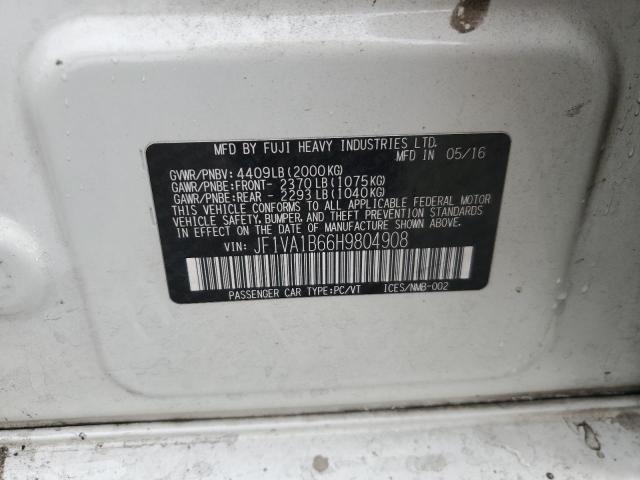 MFD BY FUJI HEAVY INDUSTRIES LTD.
MFD IN 05/16
GVWR/PNBV: 4409LB(2000KG)
GAWR/PNBE:FRONT- 2370LB(1075KG)
GAWR/PNBE:REAR - 2293LB(1040KG)
THIS VEHICLE CONFORMS TO ALL APPLICABLE FEDERAL MOTOR
VEHICLE SAFETY, BUMPER, AND THEFT PREVENTION STANDARDS
IN EFFECT ON THE DATE OF MANUFACTURE SHOWN ABOVE.
VIN: JF1VA1B66H9804908
PASSENGER CAR TYPE:PC/VT ICES/NMB-002